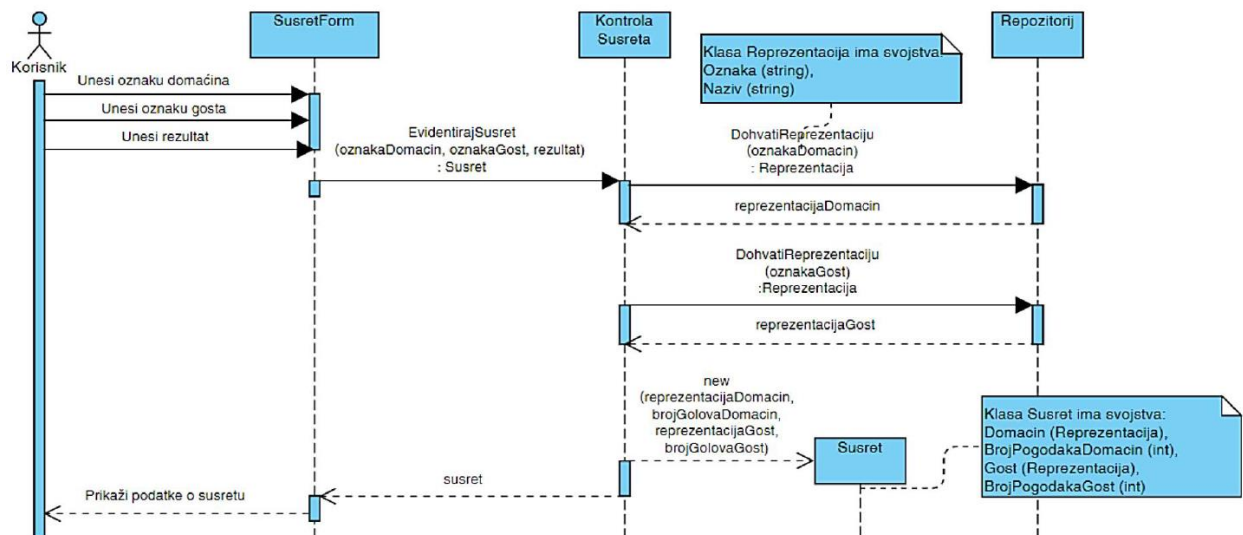 SusretForm
Kontrola
Susreta
Repozitorij
Korisnik
Klasa Reprezentacija ima svojstva:
Oznaka (string),
Naziv (string)
Unesi oznaku domaćina
Unesi oznaku gosta
Unesi rezultat
EvidentirajSusret
(oznakaDomacin, oznakaGost, rezultat)
: Susret
DohvatiReprezentaciju
(oznakaDomacin)
: Reprezentacija
reprezentacijaDomacin
DohvatiReprezentaciju
(oznakaGost)
:Reprezentacija
reprezentacijaGost
new
(reprezentacijaDomacin,
brojGolovaDomacin,
reprezentacijaGost,
brojGolovaGost)
Susret
Klasa Susret ima svojstva:
Domacin (Reprezentacija),
BrojPogodakaDomacin (int),
Gost (Reprezentacija),
BrojPogodakaGost (int)
susret
Prikaži podatke o susretu